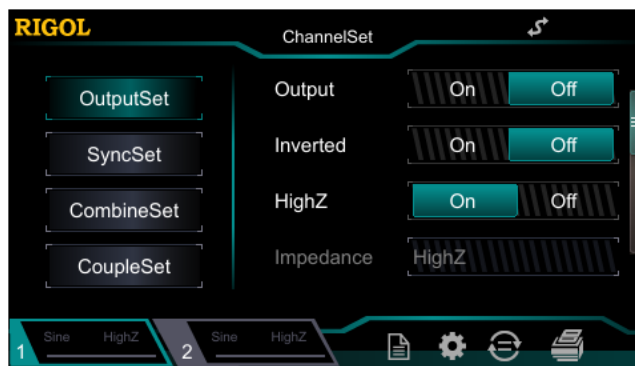 RIGOL
ChannelSet
OutputSet
Output On Off
SyncSet
Inverted On Off
CombineSet
HighZ On Off
CoupleSet
Impedance HighZ
1 Sine HighZ 2 Sine HighZ